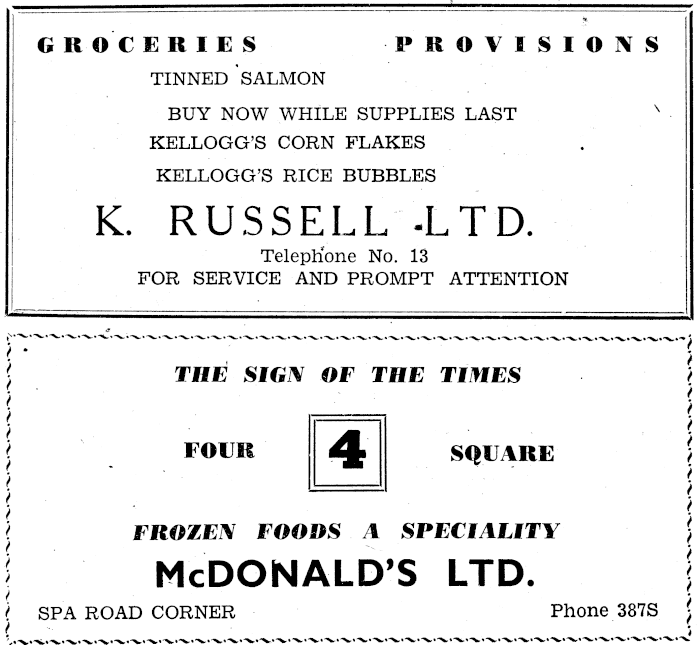 GROCERIES PROVISIONS
TINNED SALMON
BUY NOW WHILE SUPPLIES LAST
KELLOGG'S CORN FLAKES
KELLOGG'S RICE BUBBLES
K. RUSSELL LTD.
Telephone No. 13
FOR SERVICE AND PROMPT ATTENTION
THE SIGN OF THE TIMES
FOUR 4 SQUARE
FROZEN FOODS A SPECIALITY
McDONALD'S LTD.
SPA ROAD CORNER Phone 387S